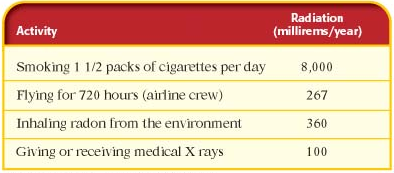 Activity Radiation (millirems/year)
Smoking 1 1/2 packs of cigarettes per day 8,000
Flying for 720 hours (airline crew) 267
Inhaling radon from the environment 360
Giving or receiving medical X rays 100